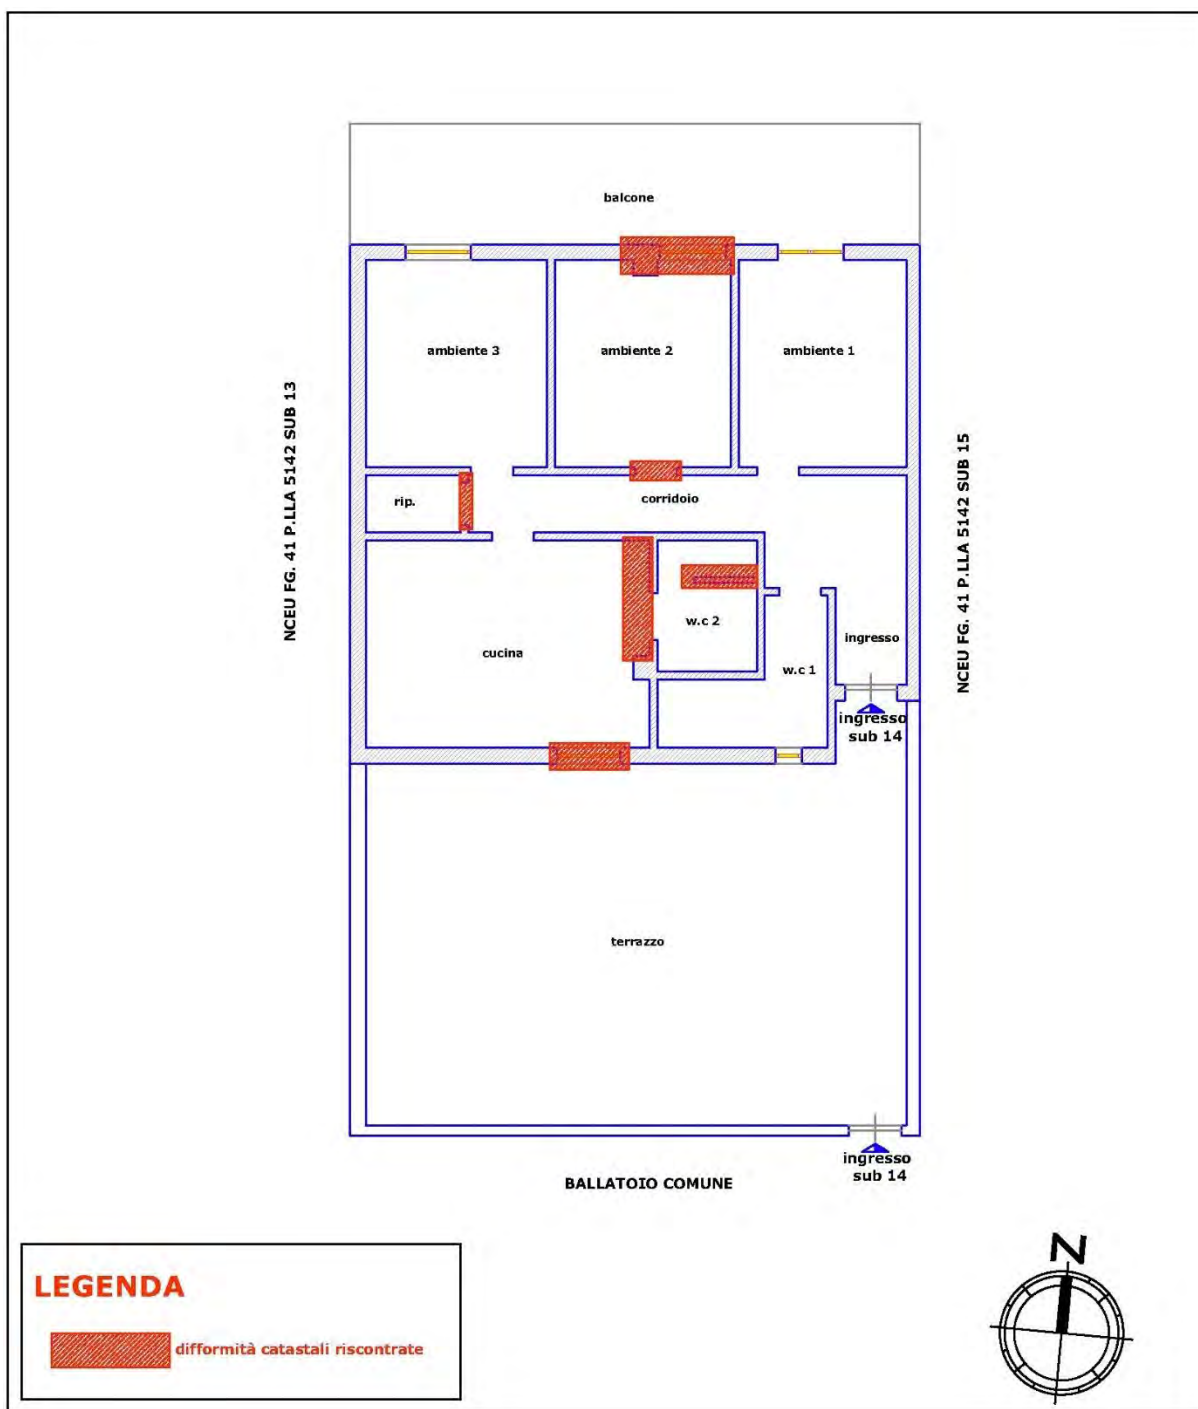 balcone
ambiente 3
ambiente 2
ambiente 1
NCEU FG. 41 P.LLA 5142 SUB 13
NCEU FG. 41 P.LLA 5142 SUB 15
rip.
corridoio
cucina
w.c 2
w.c 1
ingresso
ingresso
sub 14
terrazzo
ingresso
sub 14
BALLATOIO COMUNE
N
LEGENDA
difformità catastali riscontrate